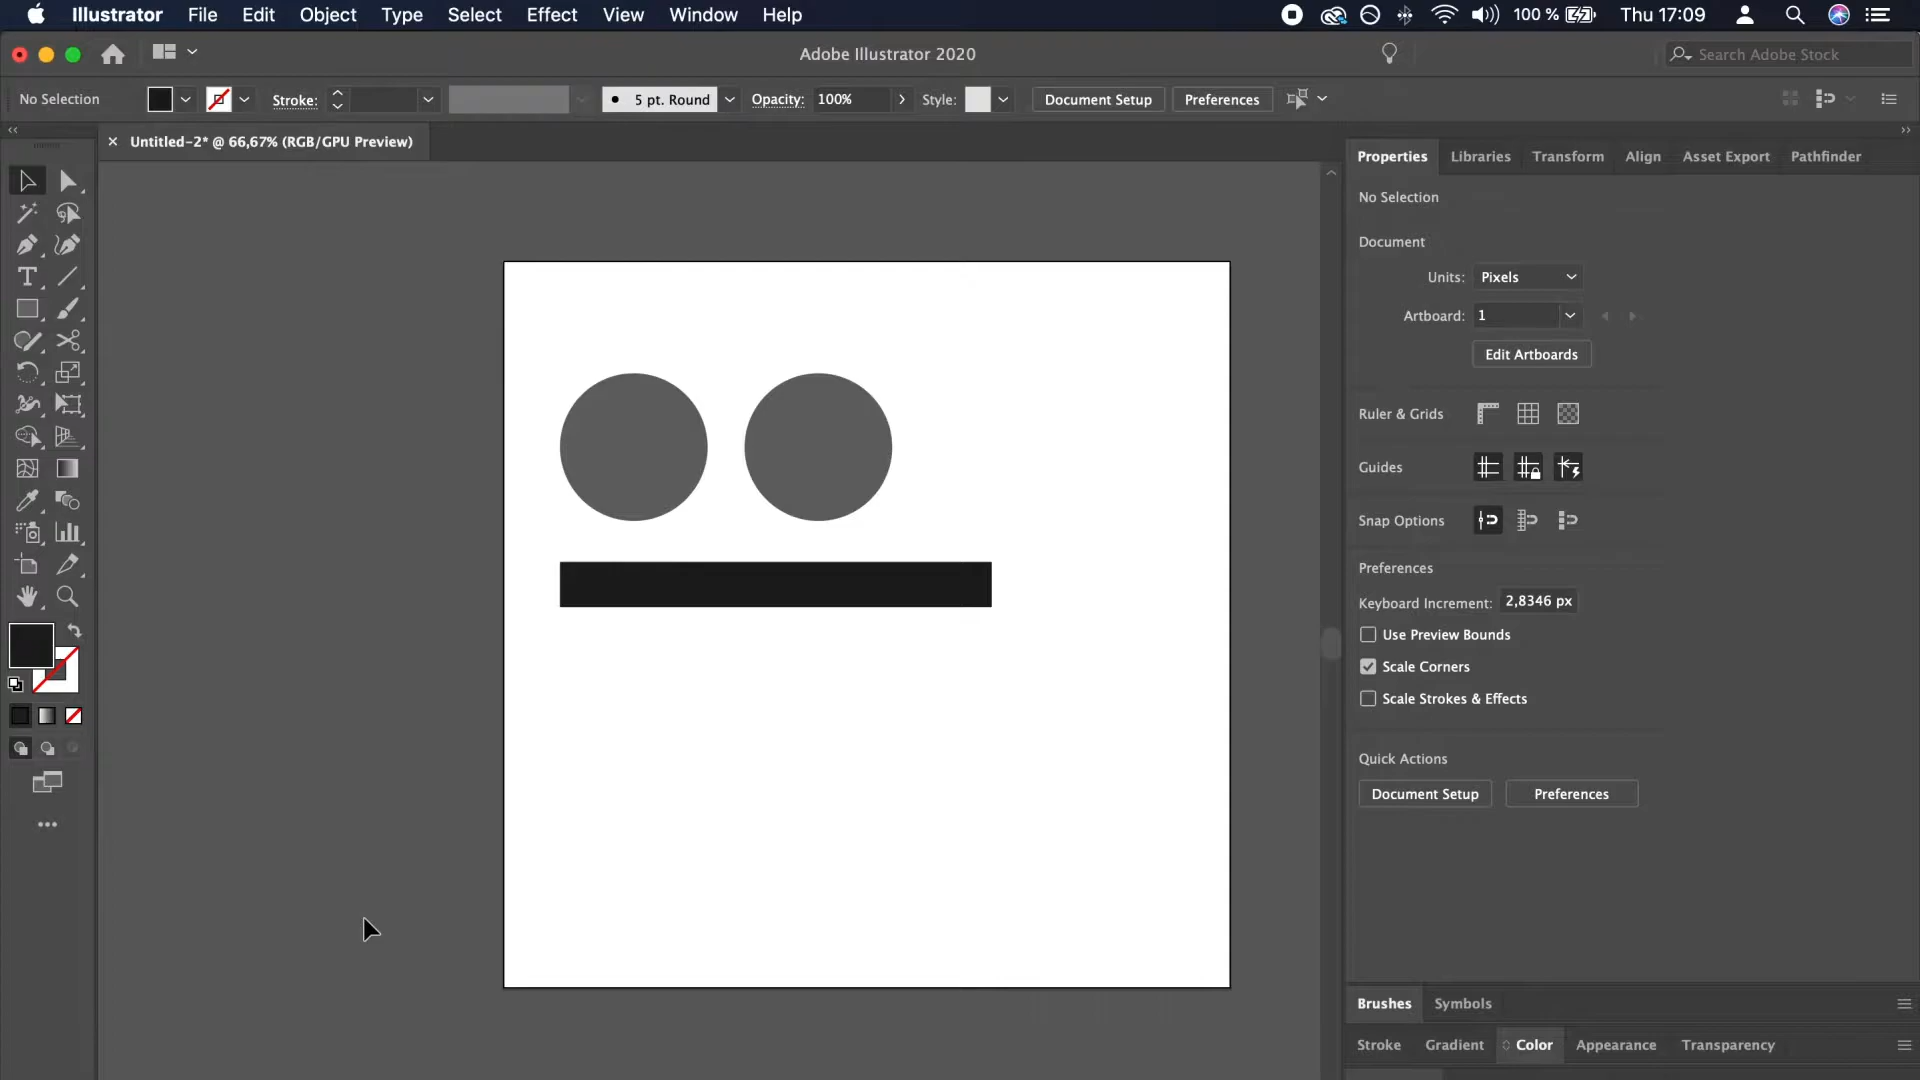 Illustrator File Edit Object Type Select Effect View Window Help 100 % Thu 17:09
Adobe Illustrator 2020 Search Adobe Stock
No Selection Stroke: 5 pt. Round Opacity: 100% Style: Document Setup Preferences
× Untitled-2* @ 66,67% (RGB/GPU Preview)
Properties Libraries Transform Align Asset Export Pathfinder
No Selection
Document
Units: Pixels
Artboard: 1
Edit Artboards
Ruler & Grids
Guides
Snap Options
Preferences
Keyboard Increment: 2,8346 px
Use Preview Bounds
Scale Corners
Scale Strokes & Effects
Quick Actions
Document Setup Preferences
Brushes Symbols
Stroke Gradient Color Appearance Transparency